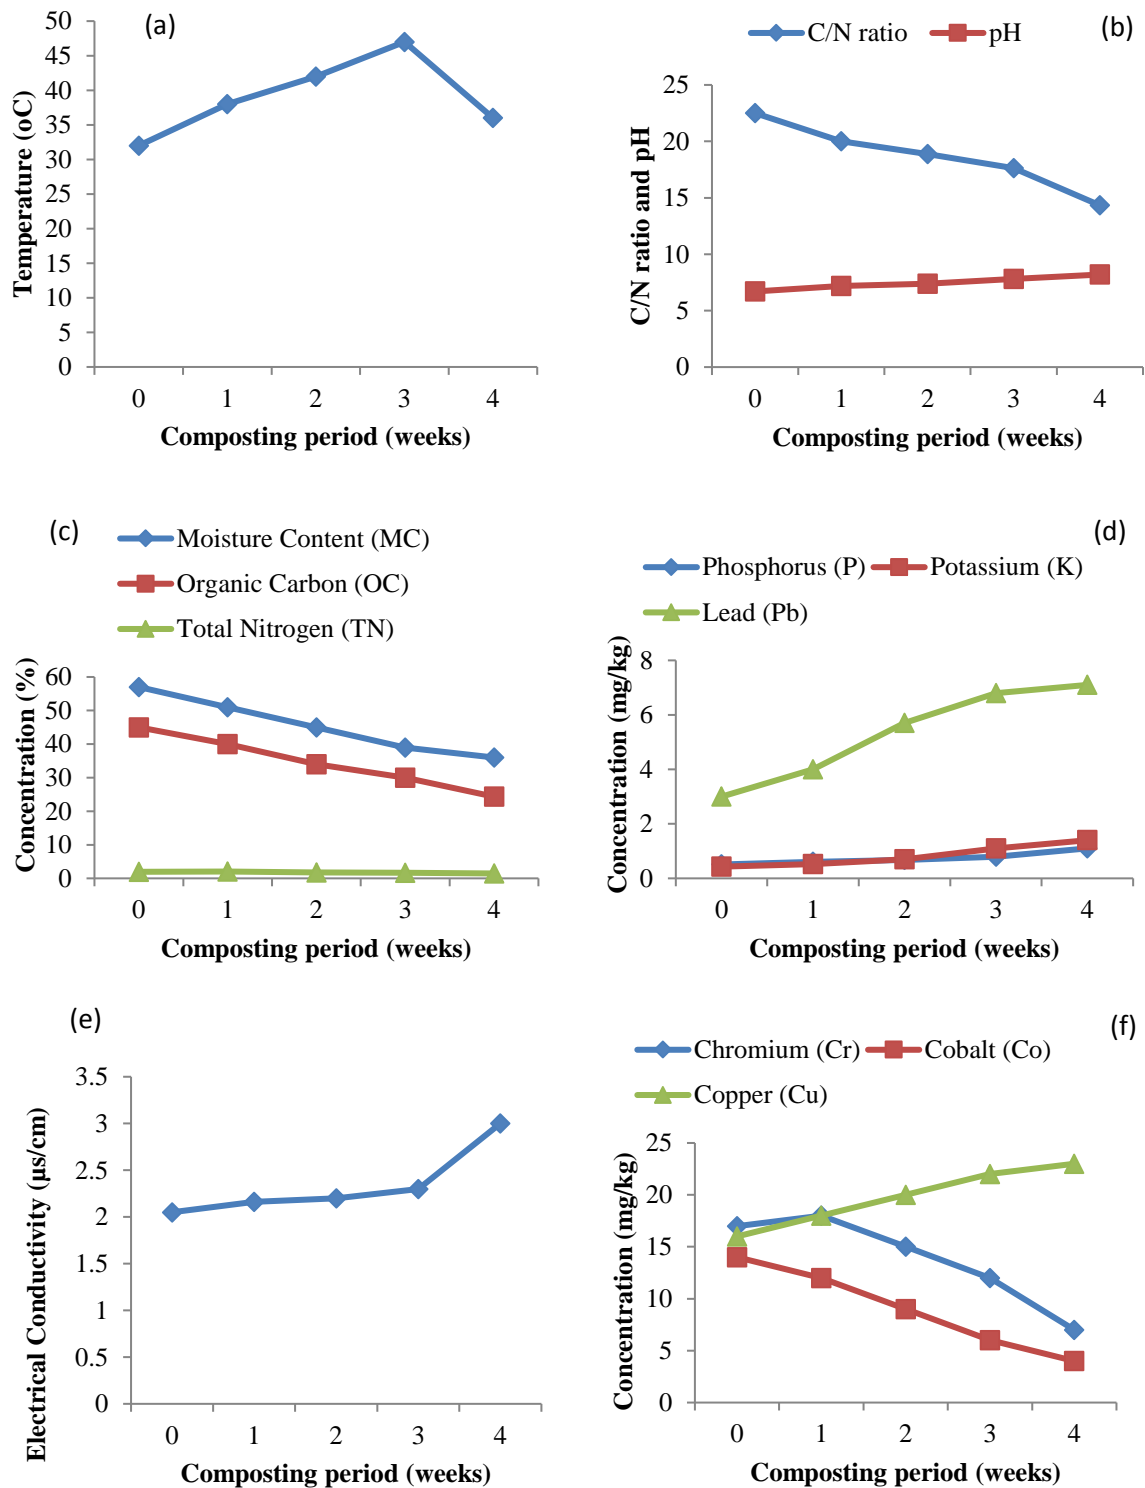 (a)
Temperature (oC)
50
45
40
35
30
25
20
15
10
5
0
0 1 2 3 4
Composting period (weeks)
(b)
C/N ratio pH
C/N ratio and pH
25
20
15
10
5
0
0 1 2 3 4
Composting period (weeks)
(c)
Moisture Content (MC)
Organic Carbon (OC)
Total Nitrogen (TN)
Concentration (%)
60
50
40
30
20
10
0
0 1 2 3 4
Composting period (weeks)
(d)
Phosphorus (P) Potassium (K)
Lead (Pb)
Concentration (mg/kg)
8
6
4
2
0
0 1 2 3 4
Composting period (weeks)
(e)
Electrical Conductivity (µs/cm)
3.5
3
2.5
2
1.5
1
0.5
0
0 1 2 3 4
Composting period (weeks)
(f)
Chromium (Cr) Cobalt (Co)
Copper (Cu)
Concentration (mg/kg)
25
20
15
10
5
0
0 1 2 3 4
Composting period (weeks)